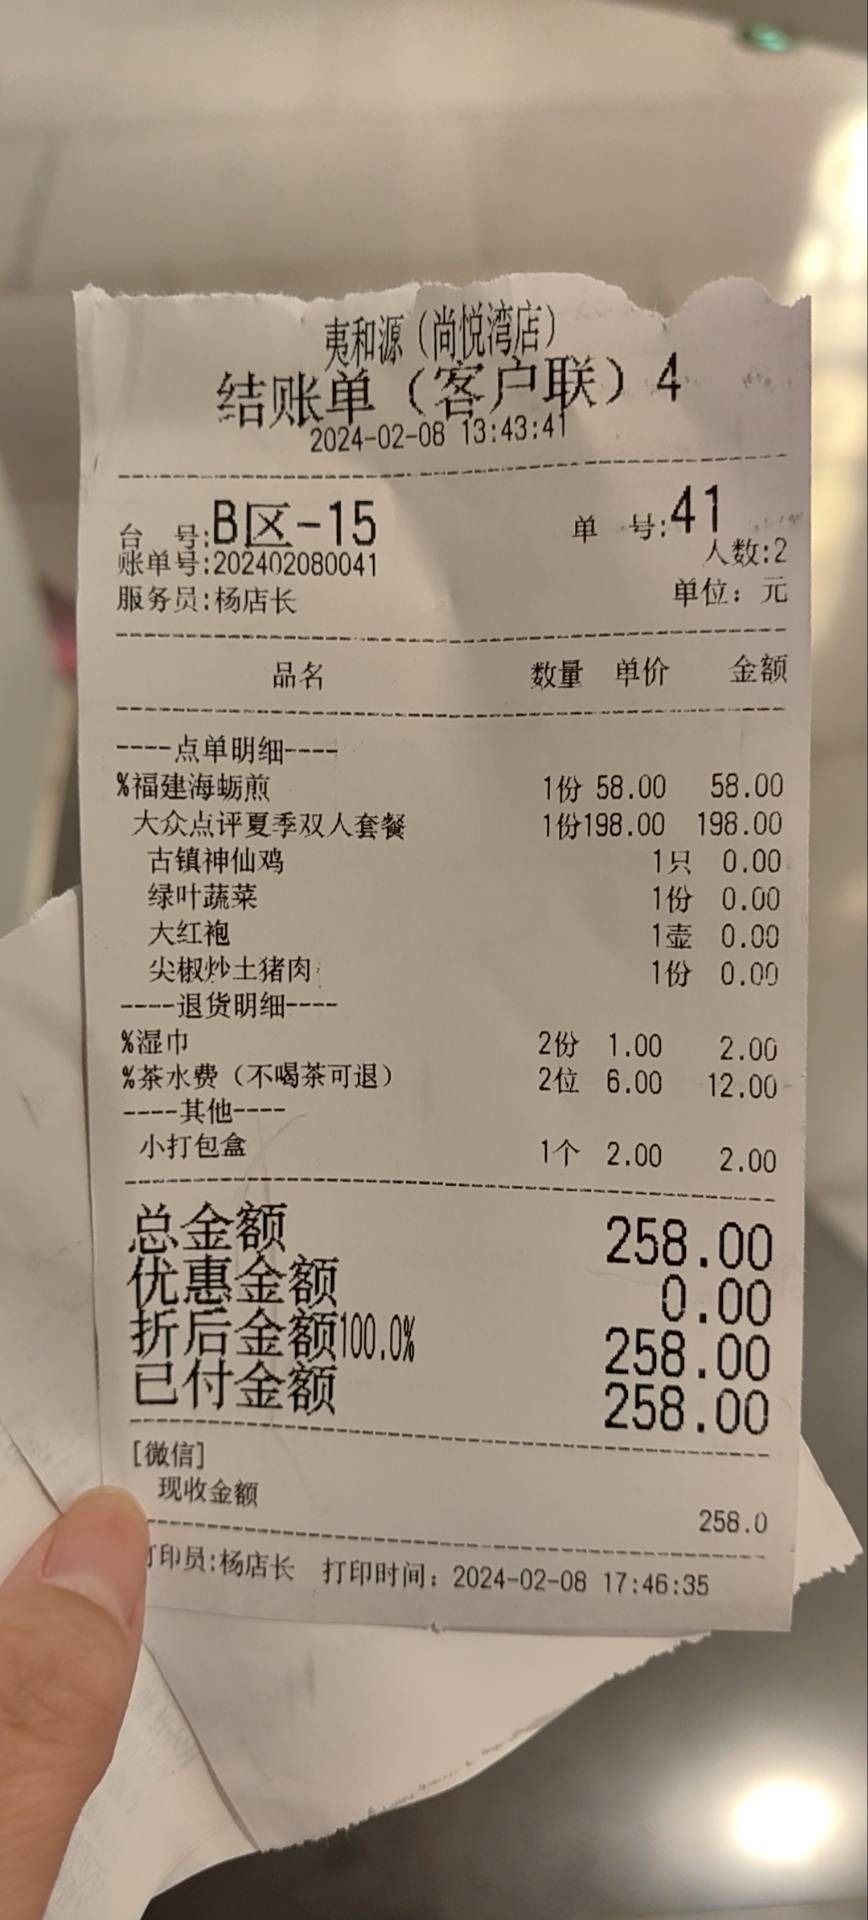 夷和源（尚悦湾店）
结账单（客户联）4
2024-02-08 13:43:41
台 号:B区-15 单 号:41
账单号:202402080041 人数:2
服务员:杨店长 单位：元
品名 数量 单价 金额
----点单明细----
%福建海蛎煎 1份 58.00 58.00
大众点评夏季双人套餐 1份198.00 198.00
古镇神仙鸡 1只 0.00
绿叶蔬菜 1份 0.00
大红袍 1壶 0.00
尖椒炒土猪肉 1份 0.00
----退货明细----
%湿巾 2份 1.00 2.00
%茶水费（不喝茶可退） 2位 6.00 12.00
----其他----
小打包盒 1个 2.00 2.00
总金额 258.00
优惠金额 0.00
折后金额100.0% 258.00
已付金额 258.00
[微信]
现收金额 258.0
打印员:杨店长 打印时间：2024-02-08 17:46:35